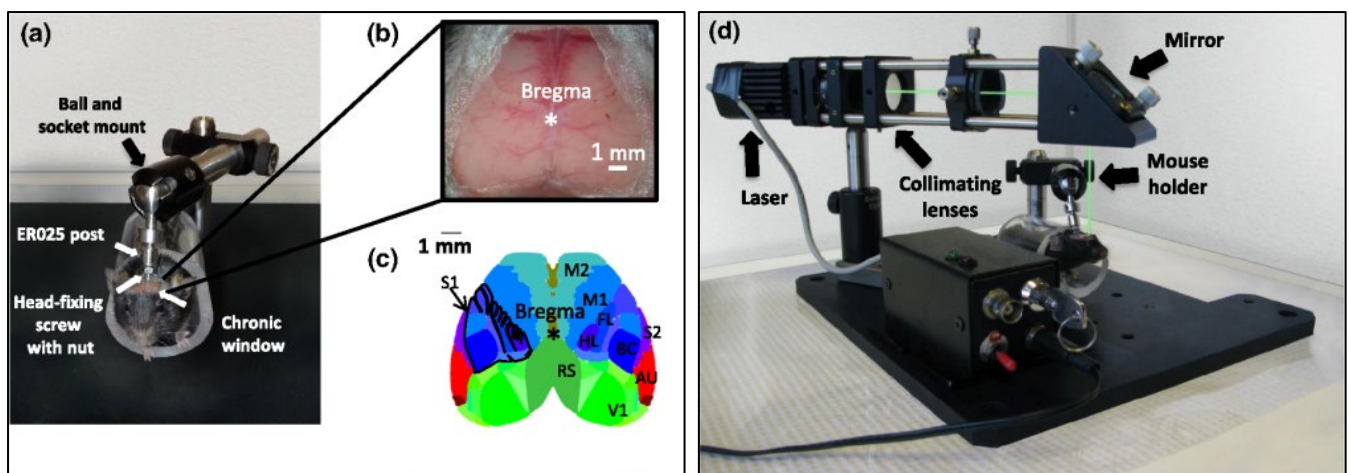 (a)
Ball and
socket mount
ER025 post
Head-fixing
screw
with nut
Chronic
window
(b)
Bregma
*
1 mm
1 mm
(c)
S1
M2
M1
Bregma
*
FL
HL
BC
S2
RS
AU
V1
(d)
Mirror
Laser
Collimating
lenses
Mouse
holder